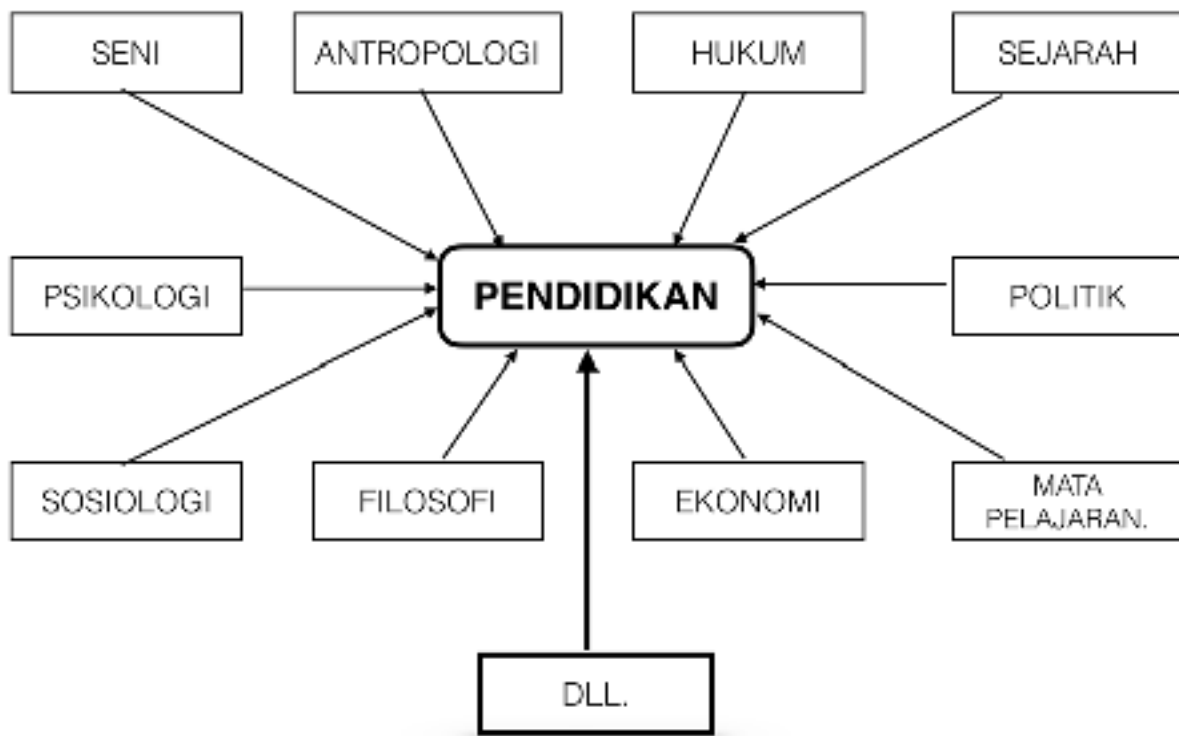 SENI
ANTROPOLOGI
HUKUM
SEJARAH
PSIKOLOGI
PENDIDIKAN
POLITIK
SOSIOLOGI
FILOSOFI
EKONOMI
MATA
PELAJARAN.
DLL.